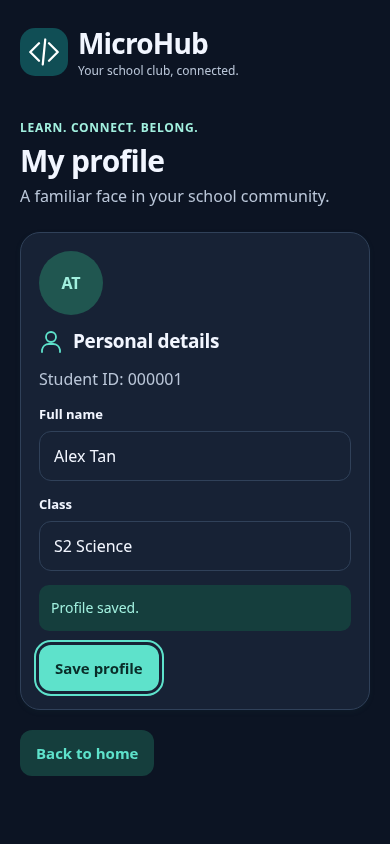 MicroHub
Your school club, connected.
LEARN. CONNECT. BELONG.
My profile
A familiar face in your school community.
AT
Personal details
Student ID: 000001
Full name
Alex Tan
Class
S2 Science
Profile saved.
Save profile
Back to home